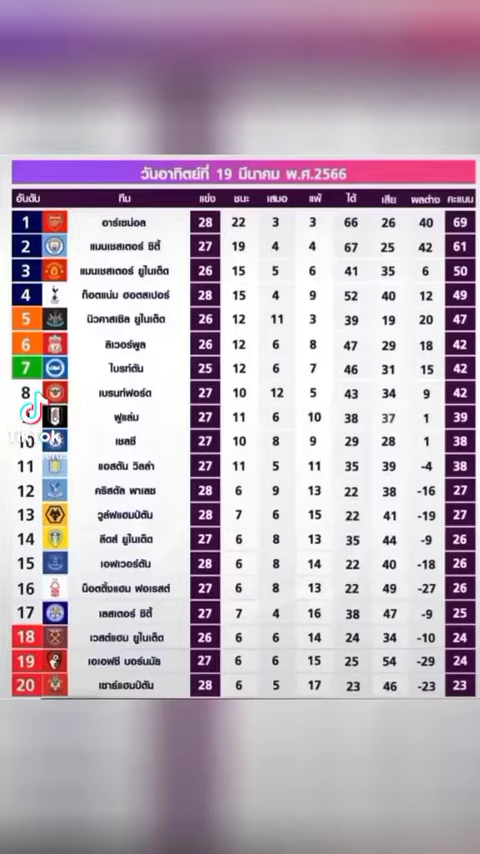 วันอาทิตย์ที่ 19 มีนาคม พ.ศ.2566
อันดับ ทีม แข่ง ชนะ เสมอ แพ้ ได้ เสีย ผลต่าง คะแนน
1 อาร์เซน่อล 28 22 3 3 66 26 40 69
2 แมนเชสเตอร์ ซิตี้ 27 19 4 4 67 25 42 61
3 แมนเชสเตอร์ ยูไนเต็ด 26 15 5 6 41 35 6 50
4 ท็อตแน่ม ฮอตสเปอร์ 28 15 4 9 52 40 12 49
5 นิวคาสเซิล ยูไนเต็ด 26 12 11 3 39 19 20 47
6 ลิเวอร์พูล 26 12 6 8 47 29 18 42
7 ไบรท์ตัน 25 12 6 7 46 31 15 42
8 เบรนท์ฟอร์ด 27 10 12 5 43 34 9 42
ฟูแล่ม 27 11 6 10 38 37 1 39
TikTok
10 เชลซี 27 10 8 9 29 28 1 38
11 แอสตัน วิลล่า 27 11 5 11 35 39 -4 38
12 คริสตัล พาเลซ 28 6 9 13 22 38 -16 27
13 วูล์ฟแฮมป์ตัน 28 7 6 15 22 41 -19 27
14 ลีดส์ ยูไนเต็ด 27 6 8 13 35 44 -9 26
15 เอฟเวอร์ตัน 28 6 8 14 22 40 -18 26
16 น็อตติ้งแฮม ฟอเรสต์ 27 6 8 13 22 49 -27 26
17 เลสเตอร์ ซิตี้ 27 7 4 16 38 47 -9 25
18 เวสต์แฮม ยูไนเต็ด 26 6 6 14 24 34 -10 24
19 เอเอฟซี บอร์นมัธ 27 6 6 15 25 54 -29 24
20 เซาธ์แฮมป์ตัน 28 6 5 17 23 46 -23 23